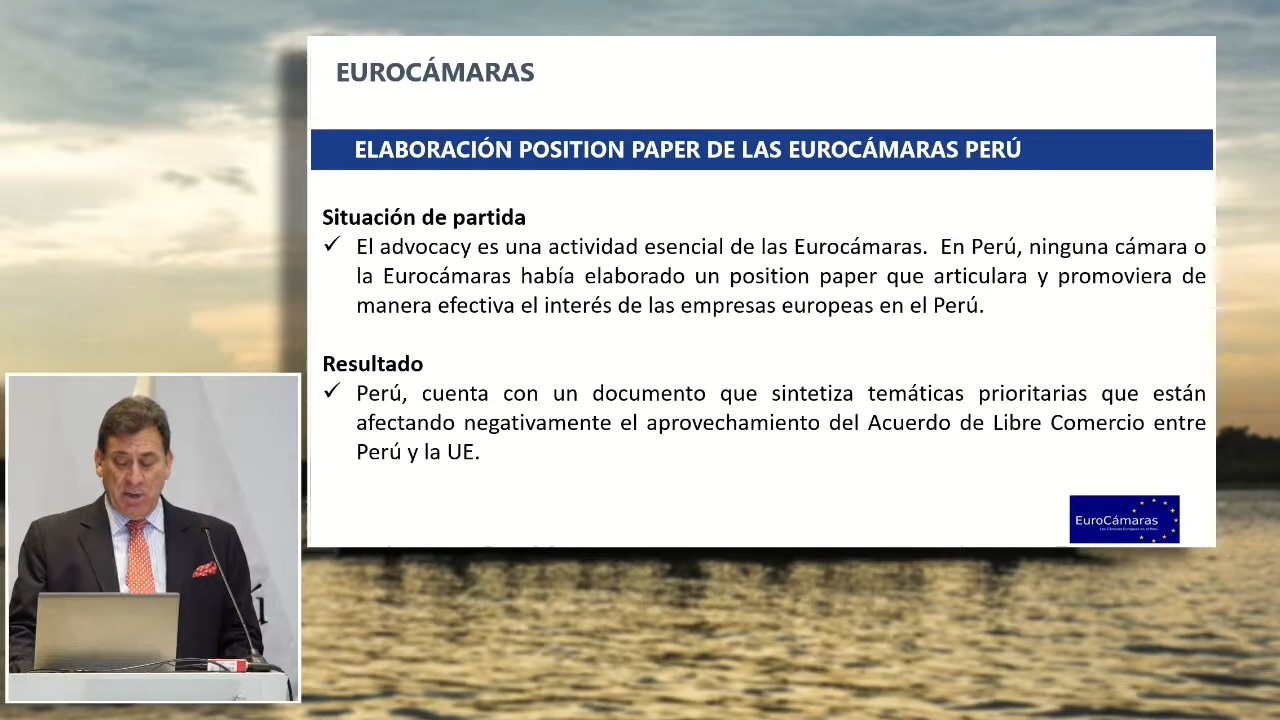 EUROCÁMARAS
ELABORACIÓN POSITION PAPER DE LAS EUROCÁMARAS PERÚ
Situación de partida
✓ El advocacy es una actividad esencial de las Eurocámaras. En Perú, ninguna cámara o
la Eurocámaras había elaborado un position paper que articulara y promoviera de
manera efectiva el interés de las empresas europeas en el Perú.
Resultado
✓ Perú, cuenta con un documento que sintetiza temáticas prioritarias que están
afectando negativamente el aprovechamiento del Acuerdo de Libre Comercio entre
Perú y la UE.
EuroCámaras